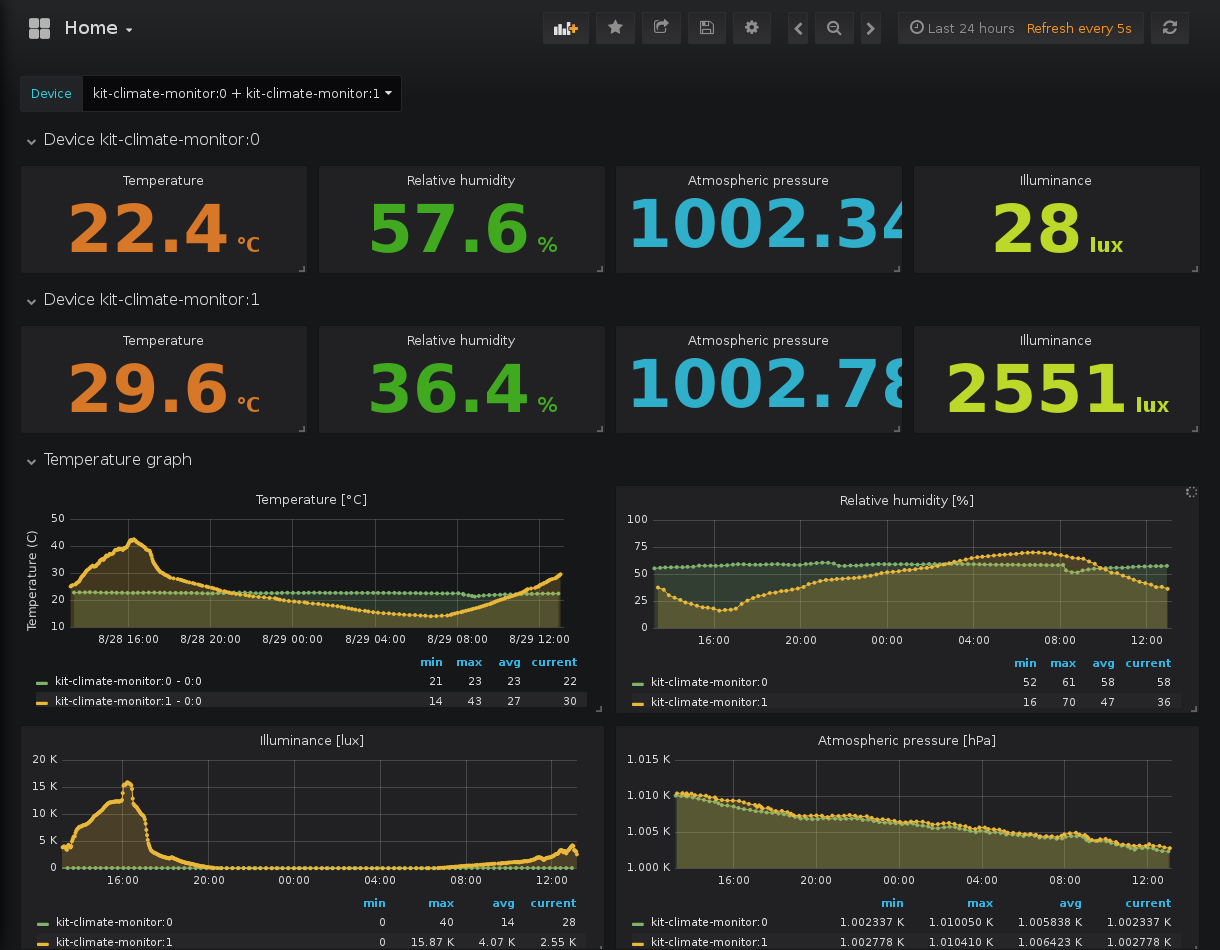 Home
Last 24 hours Refresh every 5s
Device kit-climate-monitor:0 + kit-climate-monitor:1
Device kit-climate-monitor:0
Temperature Relative humidity Atmospheric pressure Illuminance
22.4 °C 57.6 % 1002.34 28 lux
Device kit-climate-monitor:1
Temperature Relative humidity Atmospheric pressure Illuminance
29.6 °C 36.4 % 1002.78 2551 lux
Temperature graph
Temperature [°C]
Temperature (C)
50
40
30
20
10
8/28 16:00 8/28 20:00 8/29 00:00 8/29 04:00 8/29 08:00 8/29 12:00
min max avg current
kit-climate-monitor:0 - 0:0 21 23 23 22
kit-climate-monitor:1 - 0:0 14 43 27 30
Relative humidity [%]
100
75
50
25
0
16:00 20:00 00:00 04:00 08:00 12:00
min max avg current
kit-climate-monitor:0 52 61 58 58
kit-climate-monitor:1 16 70 47 36
Illuminance [lux]
20 K
15 K
10 K
5 K
0
16:00 20:00 00:00 04:00 08:00 12:00
min max avg current
kit-climate-monitor:0 0 40 14 28
kit-climate-monitor:1 0 15.87 K 4.07 K 2.55 K
Atmospheric pressure [hPa]
1.015 K
1.010 K
1.005 K
1.000 K
16:00 20:00 00:00 04:00 08:00 12:00
min max avg current
kit-climate-monitor:0 1.002337 K 1.010050 K 1.005838 K 1.002337 K
kit-climate-monitor:1 1.002778 K 1.010410 K 1.006423 K 1.002778 K